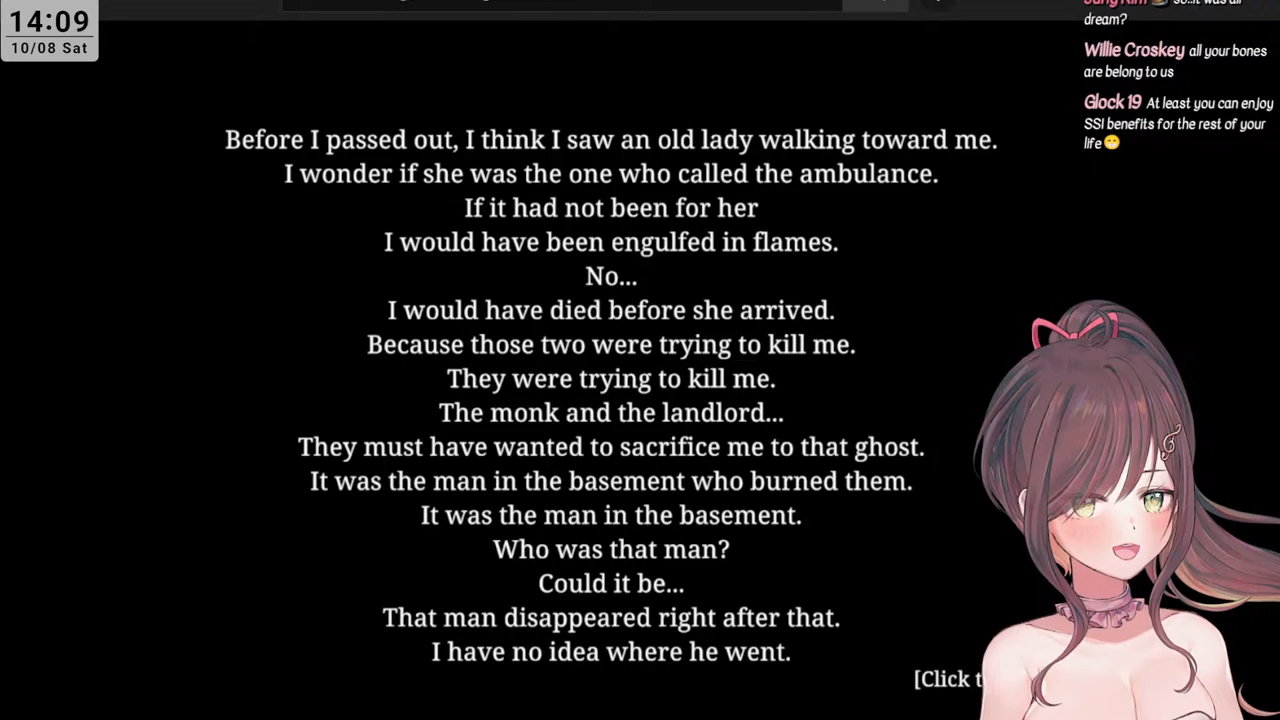 14:09
10/08 Sat
dream?
Willie Croskey all your bones
are belong to us
Glock 19 At least you can enjoy
SSI benefits for the rest of your
life
Before I passed out, I think I saw an old lady walking toward me.
I wonder if she was the one who called the ambulance.
If it had not been for her
I would have been engulfed in flames.
No...
I would have died before she arrived.
Because those two were trying to kill me.
They were trying to kill me.
The monk and the landlord...
They must have wanted to sacrifice me to that ghost.
It was the man in the basement who burned them.
It was the man in the basement.
Who was that man?
Could it be...
That man disappeared right after that.
I have no idea where he went.
[Click t